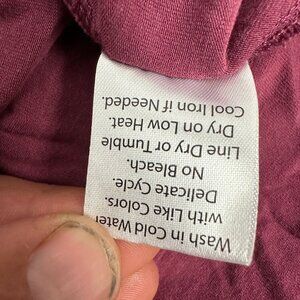 Wash in Cold Water
with Like Colors.
Delicate Cycle.
No Bleach.
Line Dry or Tumble
Dry on Low Heat.
Cool Iron if Needed.